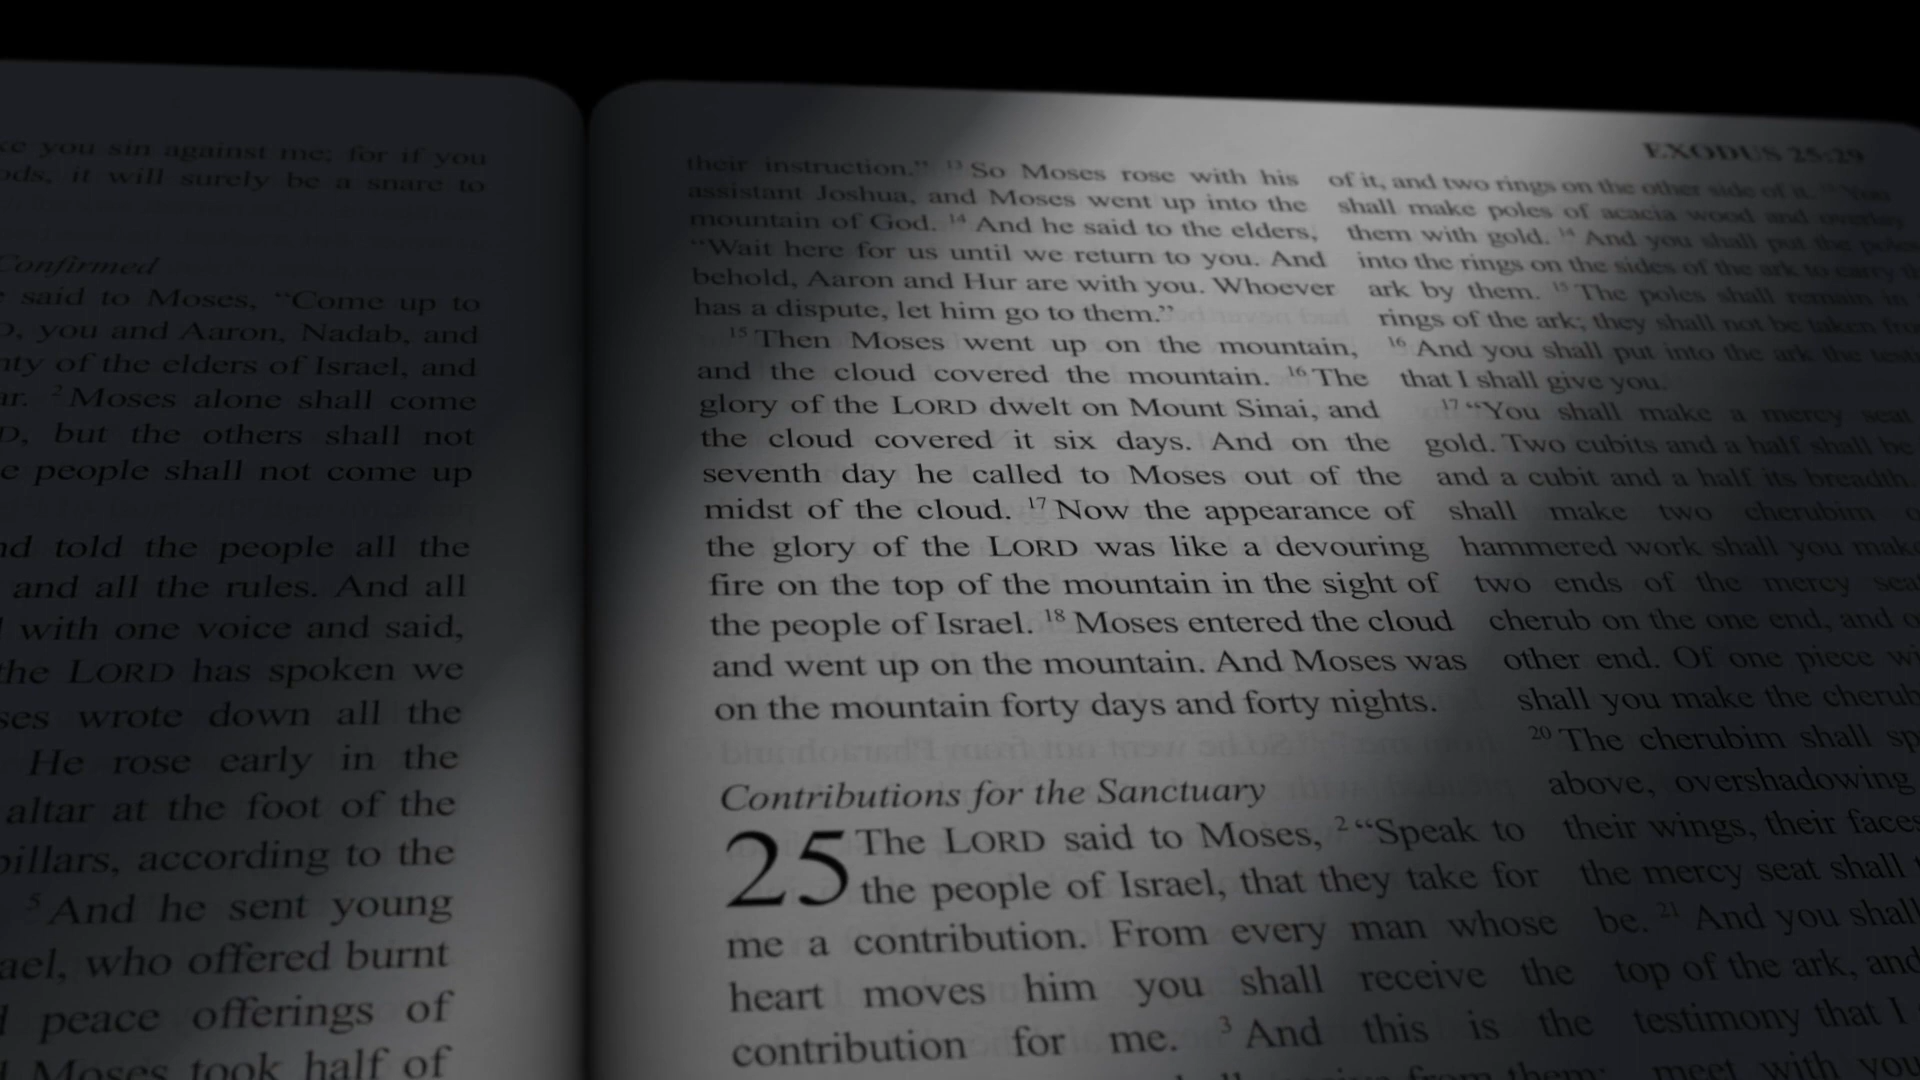 ke you sin against me; for if you
ods, it will surely be a snare to
Confirmed
said to Moses, “Come up to
D, you and Aaron, Nadab, and
nty of the elders of Israel, and
ar. 2 Moses alone shall come
D, but the others shall not
e people shall not come up
nd told the people all the
and all the rules. And all
with one voice and said,
the LORD has spoken we
ses wrote down all the
He rose early in the
altar at the foot of the
pillars, according to the
5 And he sent young
ael, who offered burnt
d peace offerings of
Moses took half of
their instruction.” 13 So Moses rose with his
assistant Joshua, and Moses went up into the
mountain of God. 14 And he said to the elders,
“Wait here for us until we return to you. And
behold, Aaron and Hur are with you. Whoever
has a dispute, let him go to them.”
15 Then Moses went up on the mountain,
and the cloud covered the mountain. 16 The
glory of the LORD dwelt on Mount Sinai, and
the cloud covered it six days. And on the
seventh day he called to Moses out of the
midst of the cloud. 17 Now the appearance of
the glory of the LORD was like a devouring
fire on the top of the mountain in the sight of
the people of Israel. 18 Moses entered the cloud
and went up on the mountain. And Moses was
on the mountain forty days and forty nights.
Contributions for the Sanctuary
25 The LORD said to Moses, 2 “Speak to
the people of Israel, that they take for
me a contribution. From every man whose
heart moves him you shall receive the
contribution for me. 3 And this is the
from them:
EXODUS 25:29
of it, and two rings on the other side of it. You
shall make poles of acacia wood and overlay
them with gold. 14 And you shall put the poles
into the rings on the sides of the ark to carry
ark by them. 15 The poles shall remain in
rings of the ark; they shall not be taken
16 And you shall put into the ark the
that I shall give you.
17 “You shall make a mercy seat
gold. Two cubits and a half shall be
and a cubit and a half its breadth.
shall make two cherubim
hammered work shall you make
two ends of the mercy seat
cherub on the one end, and
other end. Of one piece
shall you make the cherub
20 The cherubim shall sp
above, overshadowing
their wings, their faces
the mercy seat shall
be. 21 And you shall
top of the ark, and
testimony that I
meet with you